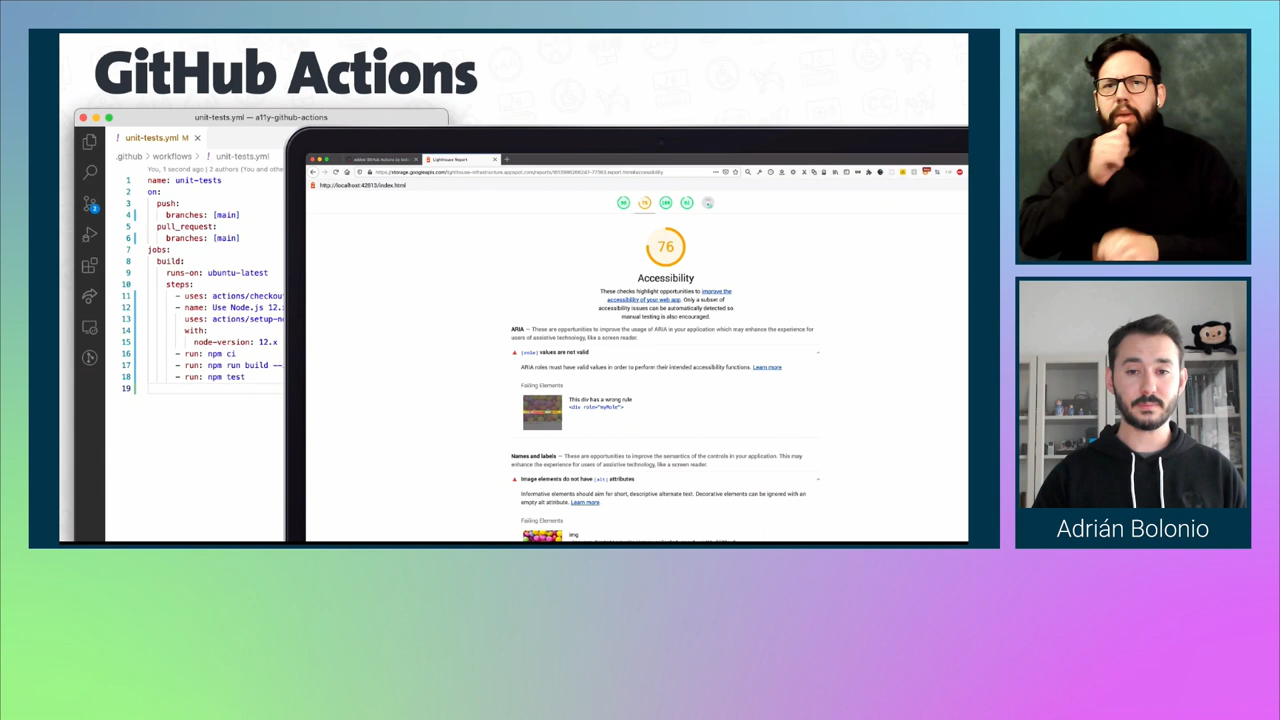 GitHub Actions
unit-tests.yml — a11y-github-actions
! unit-tests.yml M ×
.github > workflows > ! unit-tests.yml
You, 1 second ago | 2 authors (You and othe
1 name: unit-tests
2 on:
3 push:
4 branches: [main]
5 pull_request:
6 branches: [main]
7 jobs:
8 build:
9 runs-on: ubuntu-latest
10 steps:
11 - uses: actions/checkou
12 - name: Use Node.js 12.
13 uses: actions/setup-n
14 with:
15 node-version: 12.x
16 - run: npm ci
17 - run: npm run build --
18 - run: npm test
19
2
Lighthouse Report
http://localhost:42813/index.html
76
Accessibility
These checks highlight opportunities to improve the
accessibility of your web app. Only a subset of
accessibility issues can be automatically detected so
manual testing is also encouraged.
ARIA — These are opportunities to improve the usage of ARIA in your application which may enhance the experience for
users of assistive technology, like a screen reader.
[role] values are not valid
ARIA roles must have valid values in order to perform their intended accessibility functions. Learn more
Failing Elements
This div has a wrong rule
<div role="myRole">
Names and labels — These are opportunities to improve the semantics of the controls in your application. This may
enhance the experience for users of assistive technology, like a screen reader.
Image elements do not have [alt] attributes
Informative elements should aim for short, descriptive alternate text. Decorative elements can be ignored with an
empty alt attribute. Learn more
Failing Elements
img
Adrián Bolonio